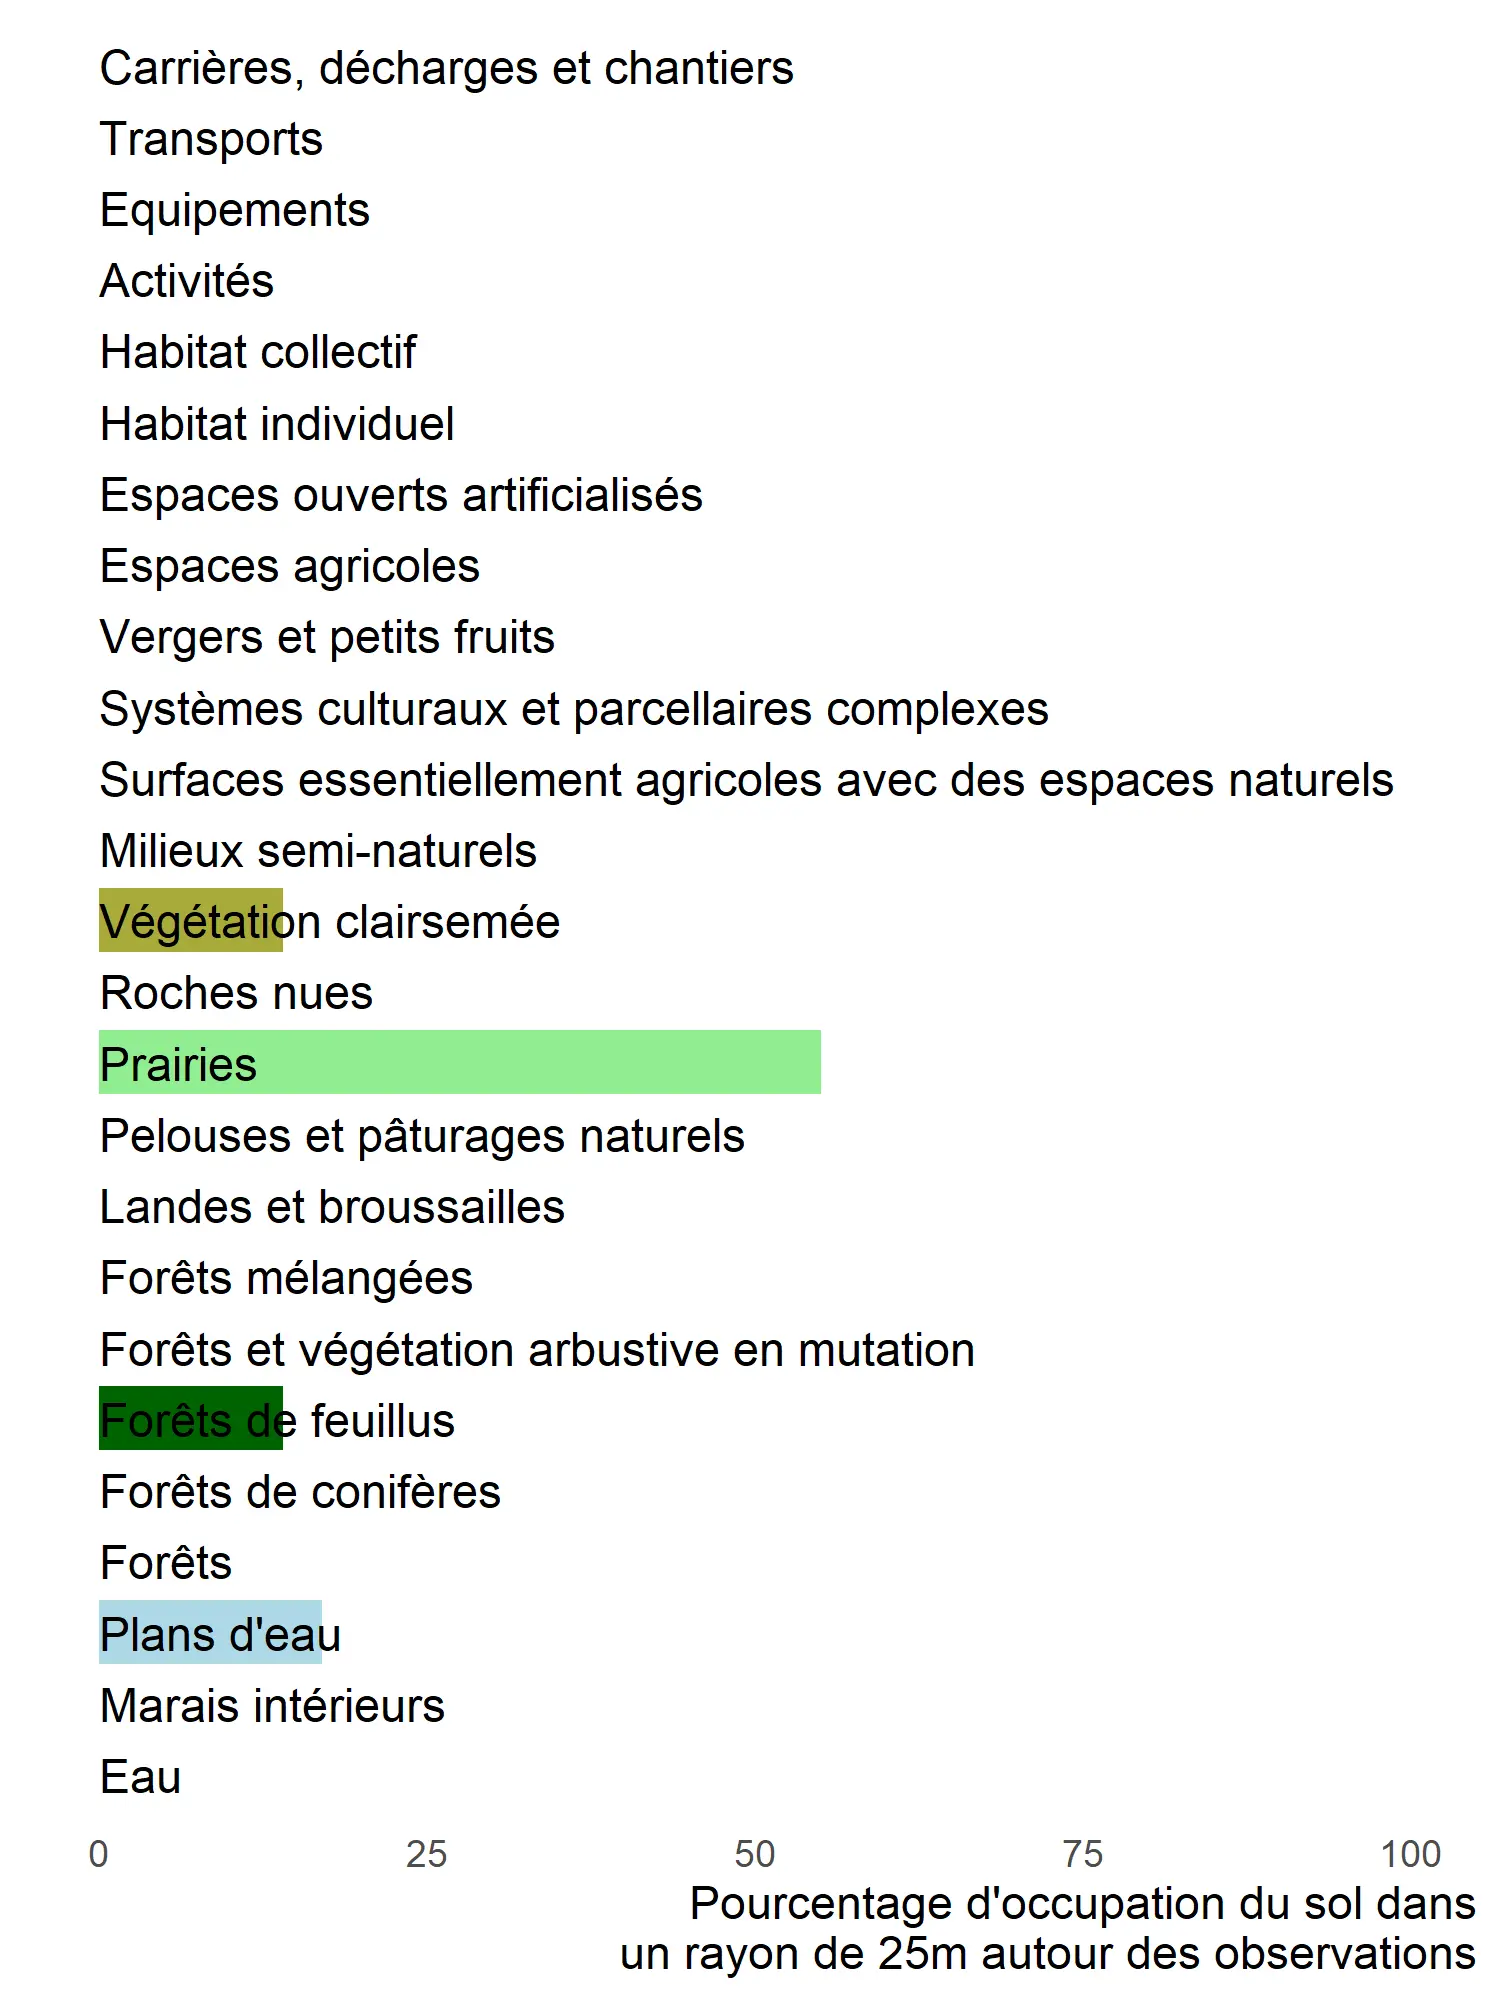 Carrières, décharges et chantiers
Transports
Equipements
Activités
Habitat collectif
Habitat individuel
Espaces ouverts artificialisés
Espaces agricoles
Vergers et petits fruits
Systèmes culturaux et parcellaires complexes
Surfaces essentiellement agricoles avec des espaces naturels
Milieux semi-naturels
Végétation clairsemée
Roches nues
Prairies
Pelouses et pâturages naturels
Landes et broussailles
Forêts mélangées
Forêts et végétation arbustive en mutation
Forêts de feuillus
Forêts de conifères
Forêts
Plans d'eau
Marais intérieurs
Eau
0 25 50 75 100
Pourcentage d'occupation du sol dans
un rayon de 25m autour des observations